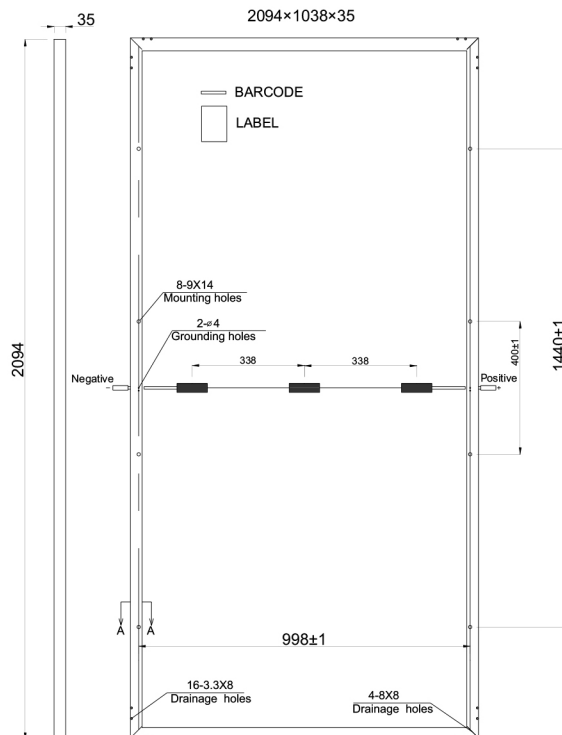 2094×1038×35
35
BARCODE
LABEL
8-9X14
Mounting holes
2-ø4
Grounding holes
2094
338
338
400±1
1440±1
Negative
-
Positive
+
A
A
998±1
16-3.3X8
Drainage holes
4-8X8
Drainage holes